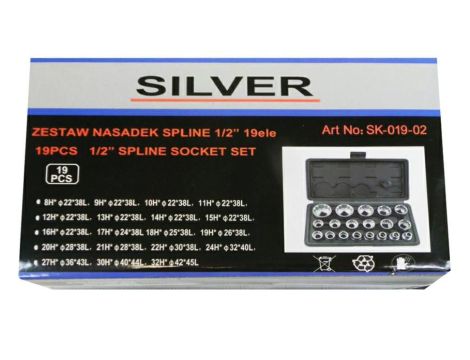 SILVER
ZESTAW NASADEK SPLINE 1/2'' 19ele
Art No: SK-019-02
19PCS 1/2'' SPLINE SOCKET SET
19
PCS
• 8H* φ22*38L. 9H* φ22*38L. 10H* φ22*38L. 11H* φ22*38L.
• 12H* φ22*38L. 13H* φ22*38L. 14H* φ22*38L. 15H* φ22*38L.
• 16H* φ22*38L. 17H* φ24*38L 18H* φ25*38L. 19H* φ26*38L.
• 20H* φ28*38L. 21H* φ28*38L. 22H* φ30*38L. 24H* φ32*40L.
• 27H* φ36*43L. 30H* φ40*44L. 32H* φ42*45L